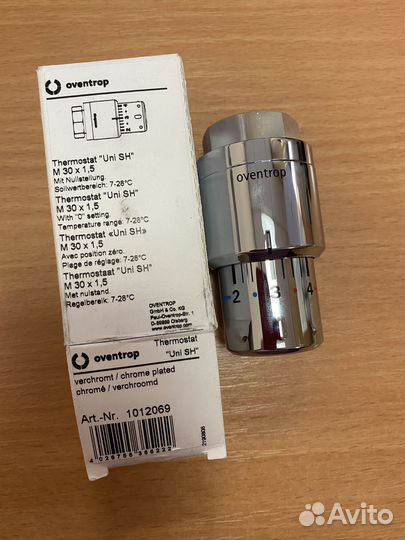 oventrop
Thermostat "Uni SH"
M 30 x 1,5
Mit Nullstellung.
Sollwertbereich: 7-28°C
Thermostat "Uni SH"
M 30 x 1,5
With "0" setting
Temperature range: 7-28°C
Thermostat «Uni SH»
M 30 x 1,5
Avec position zéro.
Plage de réglage: 7-28°C
Thermostaat "Uni SH"
M 30 x 1,5
Met nulstand.
Regelbereik: 7-28°C
OVENTROP
GmbH & Co. KG
Paul-Oventrop-Str. 1
D-59939 Olsberg
www.oventrop.com
oventrop
Thermostat
"Uni SH"
verchromt / chrome plated
chromé / verchroomd
Art.-Nr. 1012069
2190808
oventrop
2 3 4
Avito